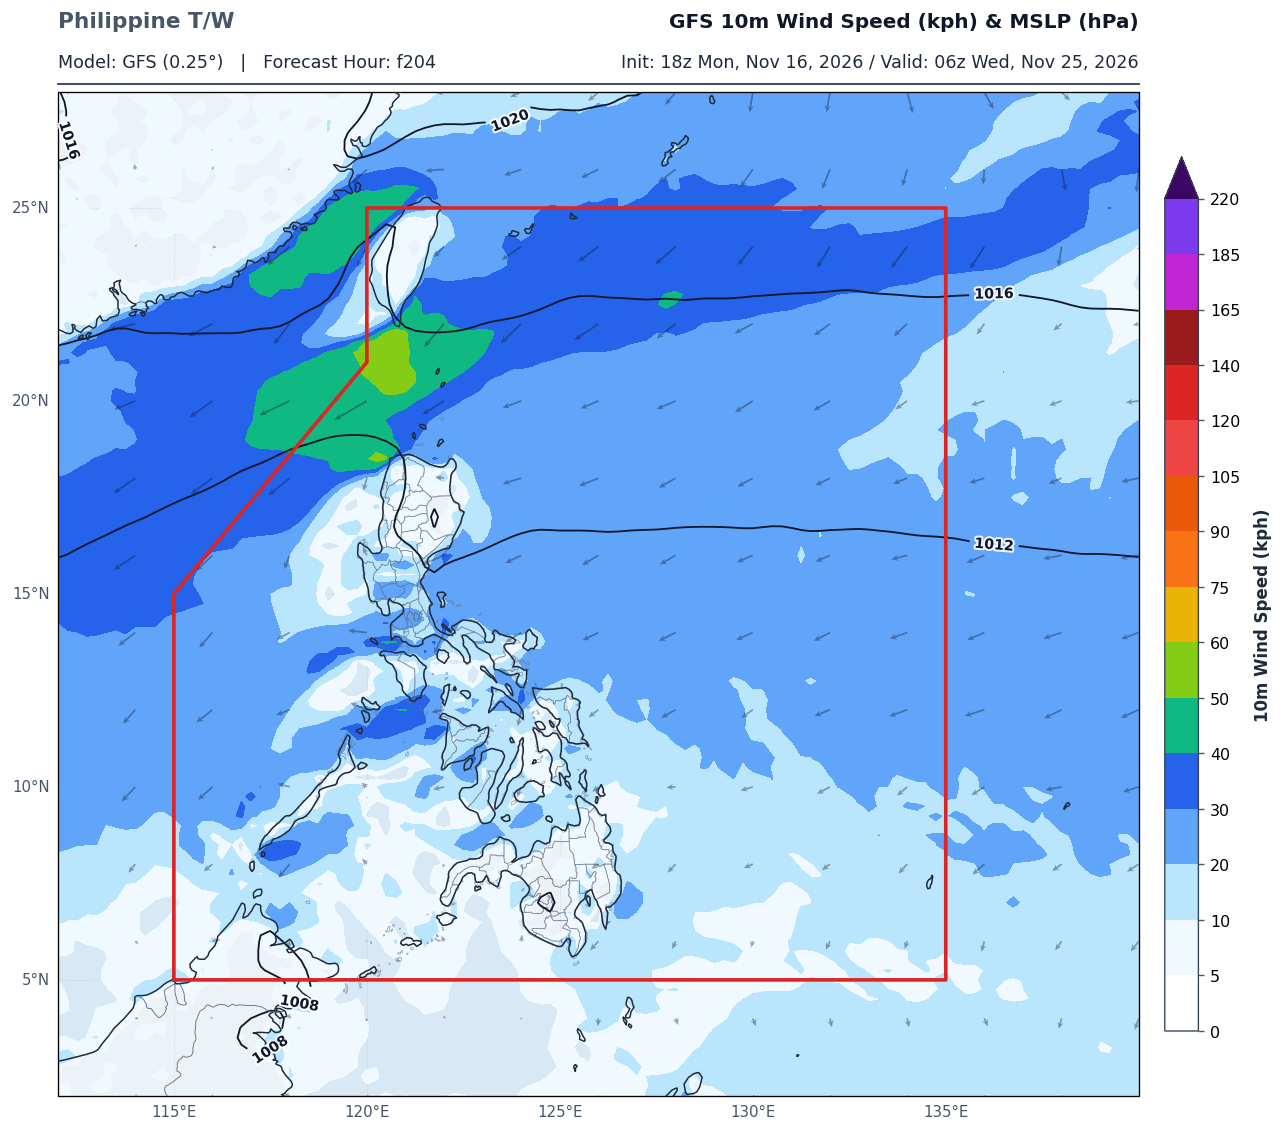 Philippine T/W
GFS 10m Wind Speed (kph) & MSLP (hPa)
Model: GFS (0.25°) | Forecast Hour: f204
Init: 18z Mon, Nov 16, 2026 / Valid: 06z Wed, Nov 25, 2026
1016
1020
1016
1012
1008
1008
25°N
20°N
15°N
10°N
5°N
115°E
120°E
125°E
130°E
135°E
220
185
165
140
120
105
90
75
60
50
40
30
20
10
5
0
10m Wind Speed (kph)